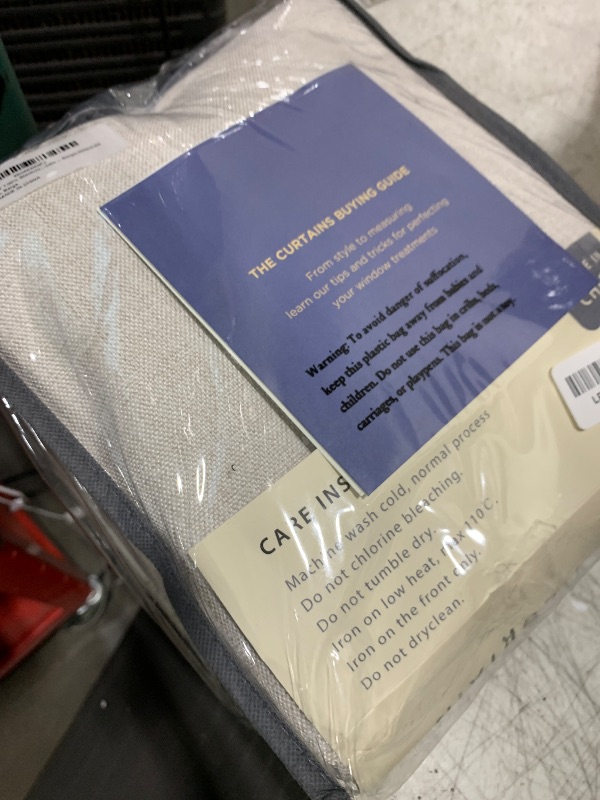 THE CURTAINS BUYING GUIDE
From style to measuring
learn our tips and tricks for perfecting
your window treatments
Warning: To avoid danger of suffocation,
keep this plastic bag away from babies and
children. Do not use this bag in cribs, beds,
carriages, or playpens. This bag is not a toy.
CARE INS
Machine wash cold, normal process
Do not chlorine bleaching.
Do not tumble dry.
Iron on low heat, max 110℃.
Iron on the front only.
Do not dryclean.